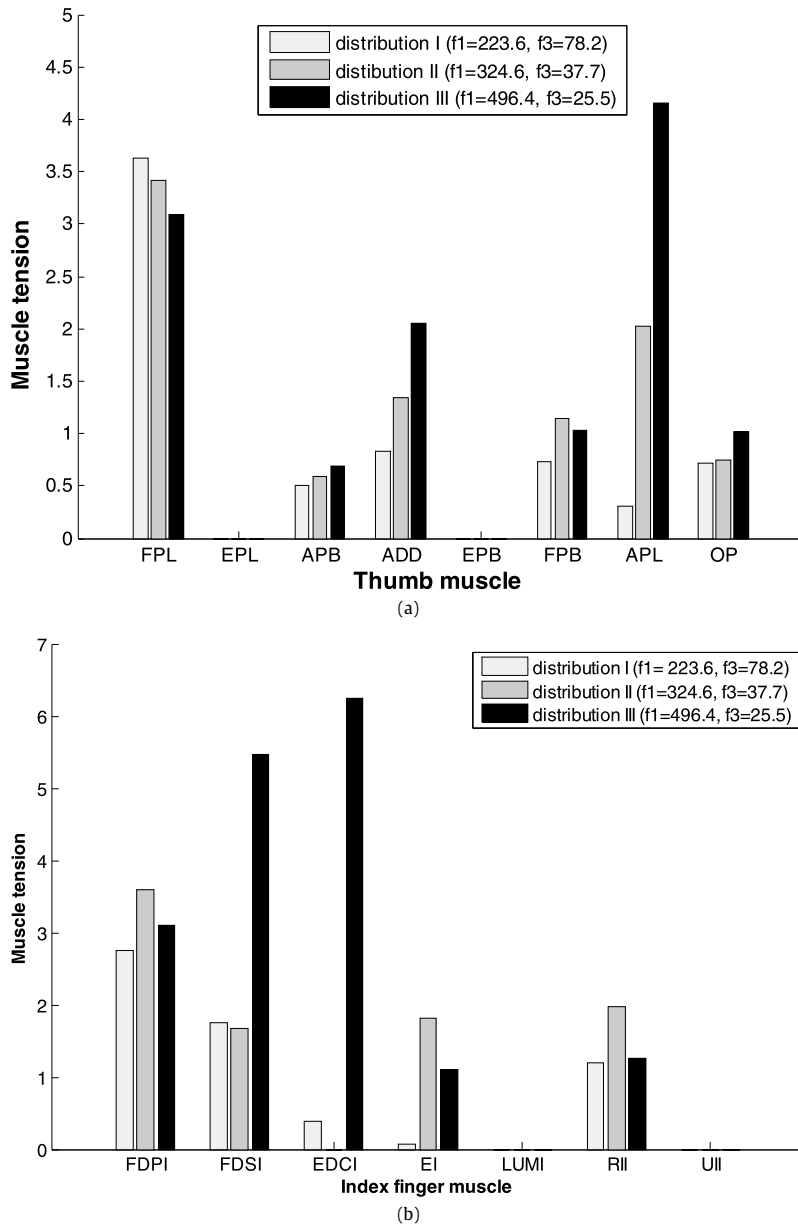 5
4.5
4
3.5
3
2.5
2
1.5
1
0.5
0
Muscle tension
distribution I (f1=223.6, f3=78.2)
distibution II (f1=324.6, f3=37.7)
distribution III (f1=496.4, f3=25.5)
FPL EPL APB ADD EPB FPB APL OP
Thumb muscle
(a)
7
6
5
4
3
2
1
0
Muscle tension
distribution I (f1= 223.6, f3=78.2)
distribution II (f1=324.6, f3=37.7)
distribution III (f1=496.4, f3=25.5)
FDPI FDSI EDCI EI LUMI RII UII
Index finger muscle
(b)